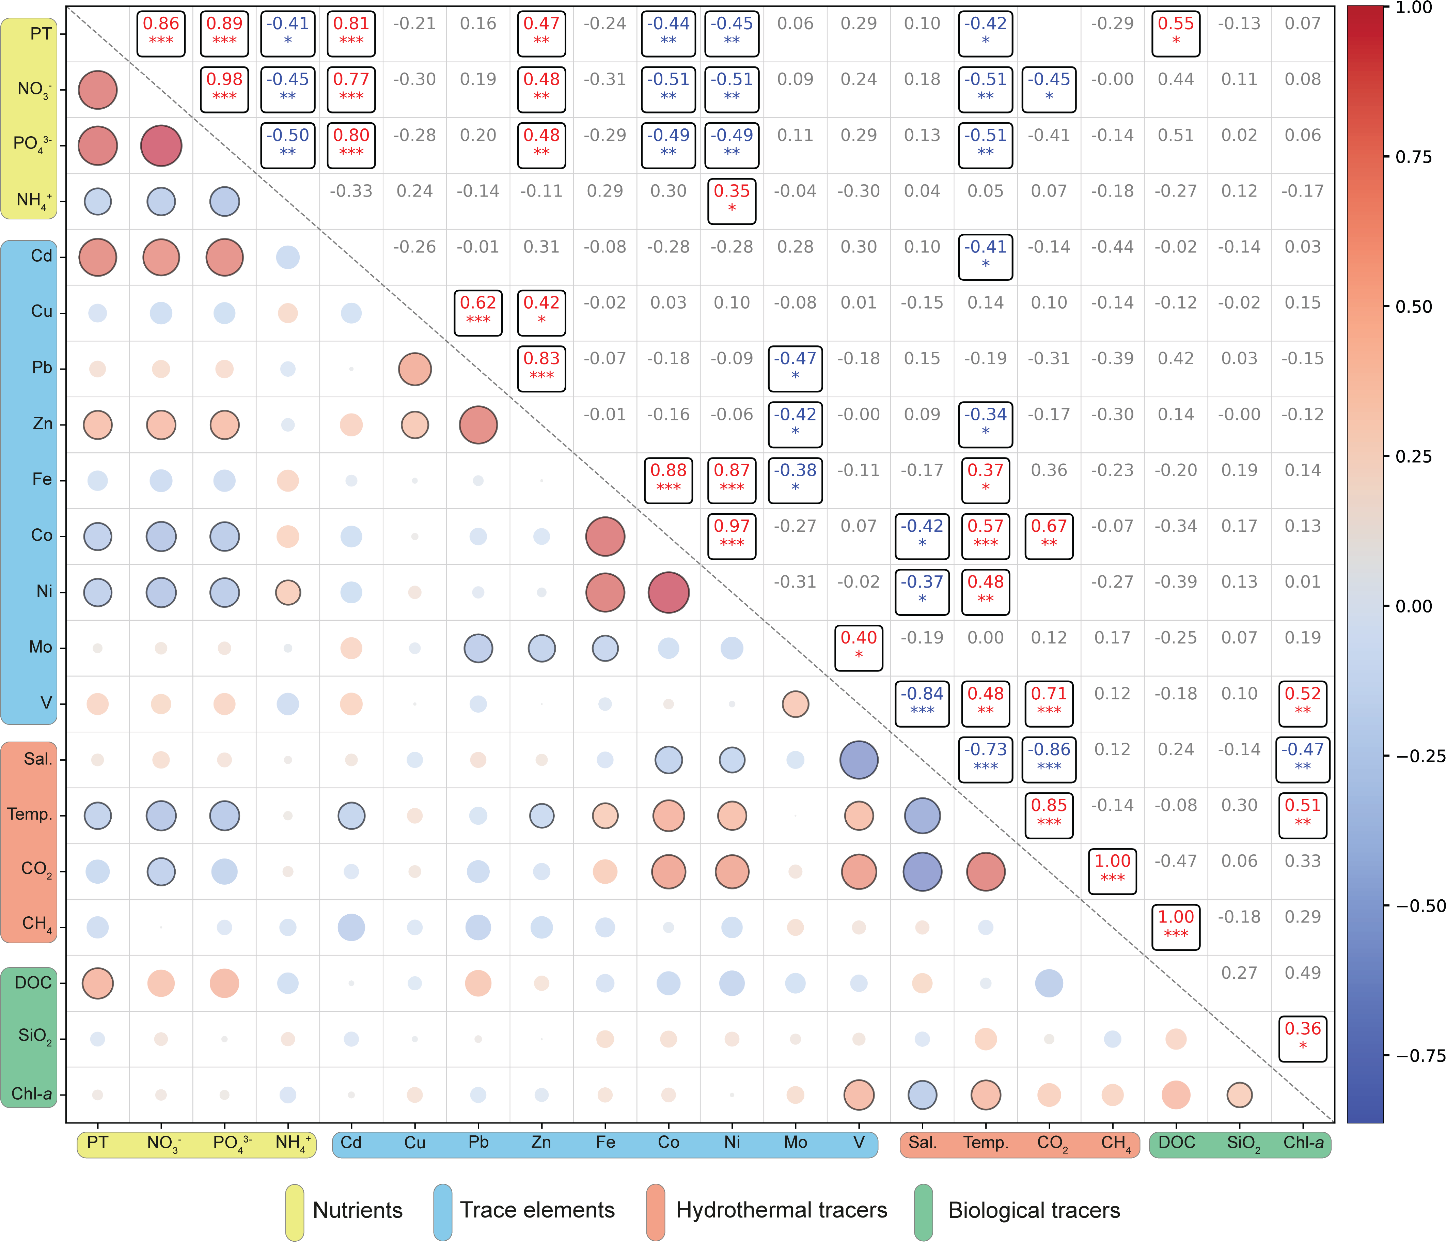 PT 0.86 0.89 -0.41 0.81 -0.21 0.16 0.47 -0.24 -0.44 -0.45 0.06 0.29 0.10 -0.42 -0.29 0.55 -0.13 0.07 1.00
*** *** * *** ** ** ** * *
NO₃⁻ 0.98 -0.45 0.77 -0.30 0.19 0.48 -0.31 -0.51 -0.51 0.09 0.24 0.18 -0.51 -0.45 -0.00 0.44 0.11 0.08
*** ** *** ** ** ** ** *
PO₄³⁻ -0.50 0.80 -0.28 0.20 0.48 -0.29 -0.49 -0.49 0.11 0.29 0.13 -0.51 -0.41 -0.14 0.51 0.02 0.06 0.75
** *** ** ** ** **
NH₄⁺ -0.33 0.24 -0.14 -0.11 0.29 0.30 0.35 -0.04 -0.30 0.04 0.05 0.07 -0.18 -0.27 0.12 -0.17
*
Cd -0.26 -0.01 0.31 -0.08 -0.28 -0.28 0.28 0.30 0.10 -0.41 -0.14 -0.44 -0.02 -0.14 0.03
*
Cu 0.62 0.42 -0.02 0.03 0.10 -0.08 0.01 -0.15 0.14 0.10 -0.14 -0.12 -0.02 0.15 0.50
*** *
Pb 0.83 -0.07 -0.18 -0.09 -0.47 -0.18 0.15 -0.19 -0.31 -0.39 0.42 0.03 -0.15
*** *
Zn -0.01 -0.16 -0.06 -0.42 -0.00 0.09 -0.34 -0.17 -0.30 0.14 -0.00 -0.12
* *
Fe 0.88 0.87 -0.38 -0.11 -0.17 0.37 0.36 -0.23 -0.20 0.19 0.14 0.25
*** *** * *
Co 0.97 -0.27 0.07 -0.42 0.57 0.67 -0.07 -0.34 0.17 0.13
*** * *** **
Ni -0.31 -0.02 -0.37 0.48 -0.27 -0.39 0.13 0.01 0.00
* **
Mo 0.40 -0.19 0.00 0.12 0.17 -0.25 0.07 0.19
*
V -0.84 0.48 0.71 0.12 -0.18 0.10 0.52
*** ** *** **
Sal. -0.73 -0.86 0.12 0.24 -0.14 -0.47 −0.25
*** *** **
Temp. 0.85 -0.14 -0.08 0.30 0.51
*** **
CO₂ 1.00 -0.47 0.06 0.33
***
CH₄ 1.00 -0.18 0.29 −0.50
***
DOC 0.27 0.49
SiO₂ 0.36 −0.75
*
Chl-a
PT NO₃⁻ PO₄³⁻ NH₄⁺ Cd Cu Pb Zn Fe Co Ni Mo V Sal. Temp. CO₂ CH₄ DOC SiO₂ Chl-a
Nutrients Trace elements Hydrothermal tracers Biological tracers